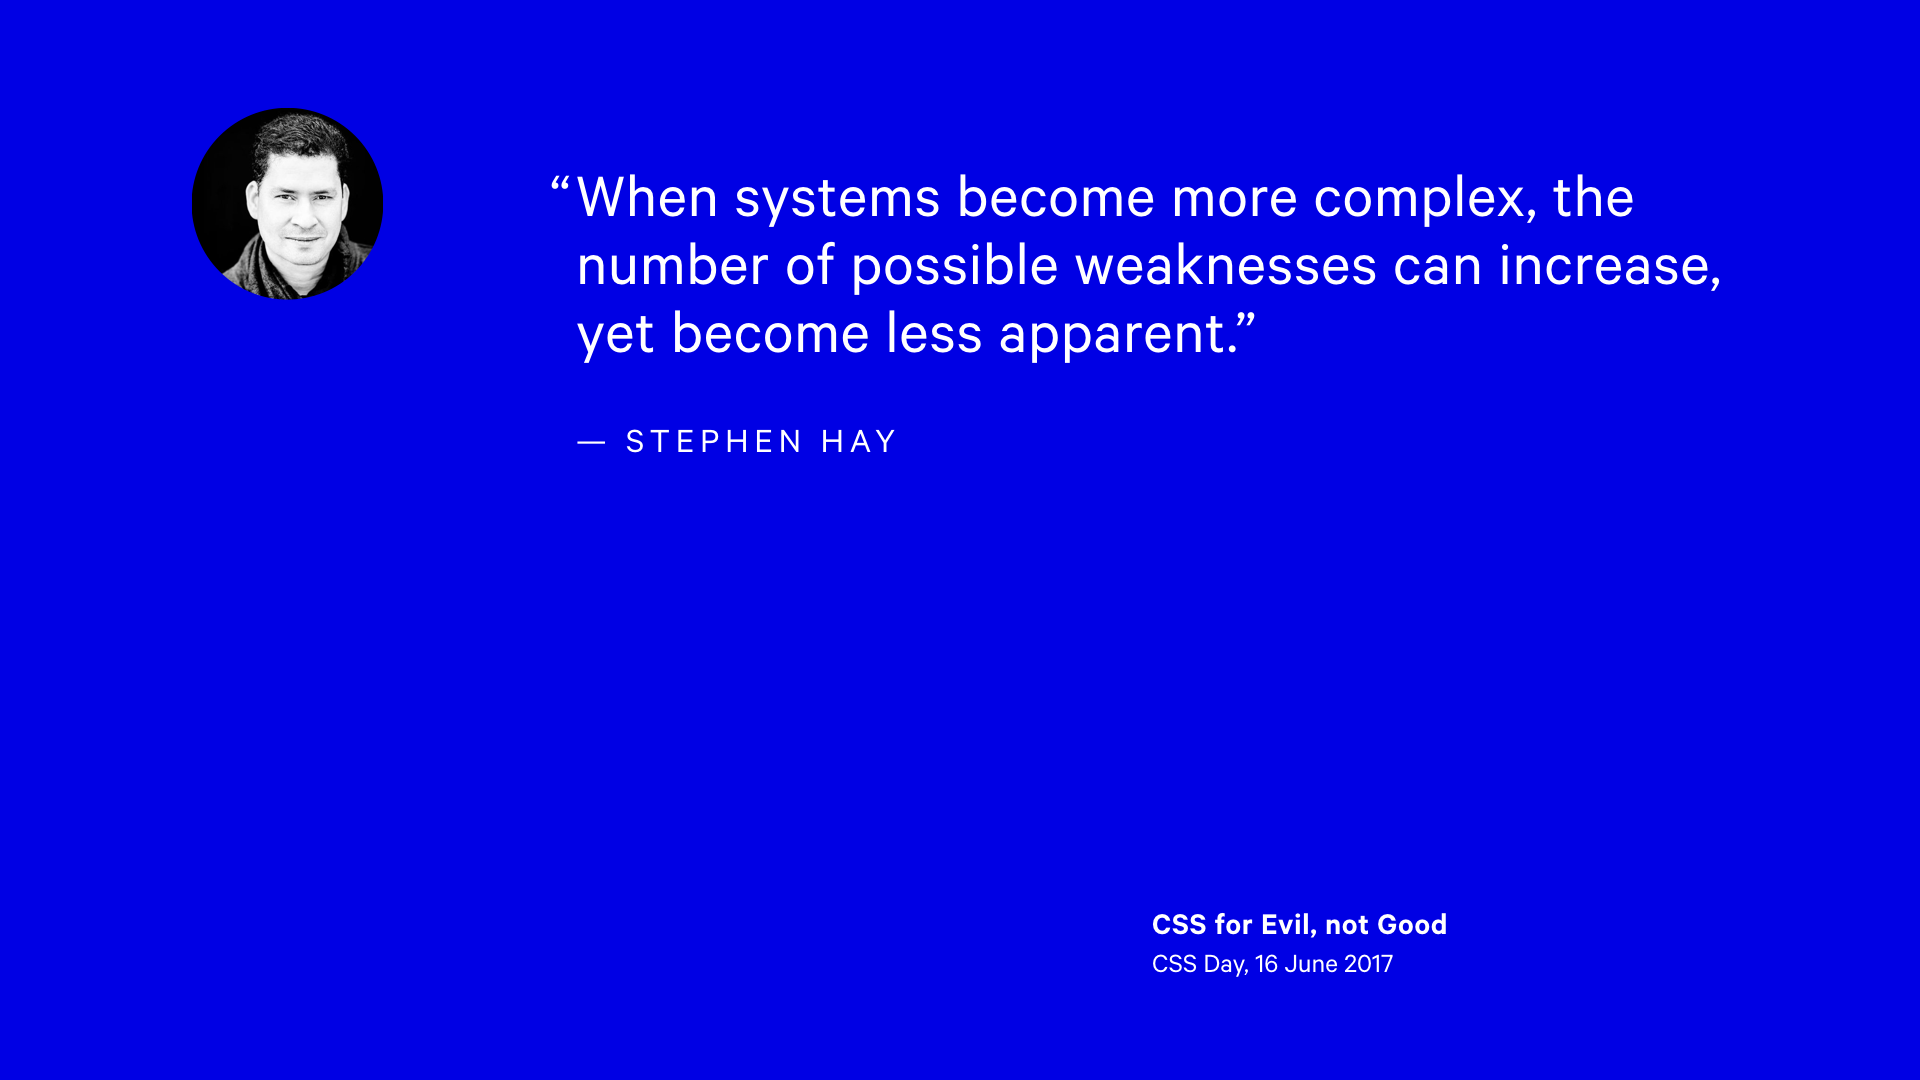 “When systems become more complex, the
number of possible weaknesses can increase,
yet become less apparent.”
— STEPHEN HAY
CSS for Evil, not Good
CSS Day, 16 June 2017